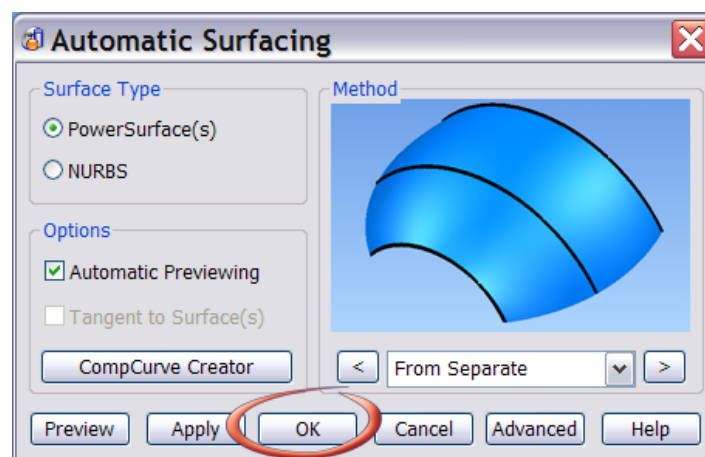 Automatic Surfacing
Surface Type
PowerSurface(s)
NURBS
Options
Automatic Previewing
Tangent to Surface(s)
CompCurve Creator
Method
< From Separate >
Preview Apply OK Cancel Advanced Help